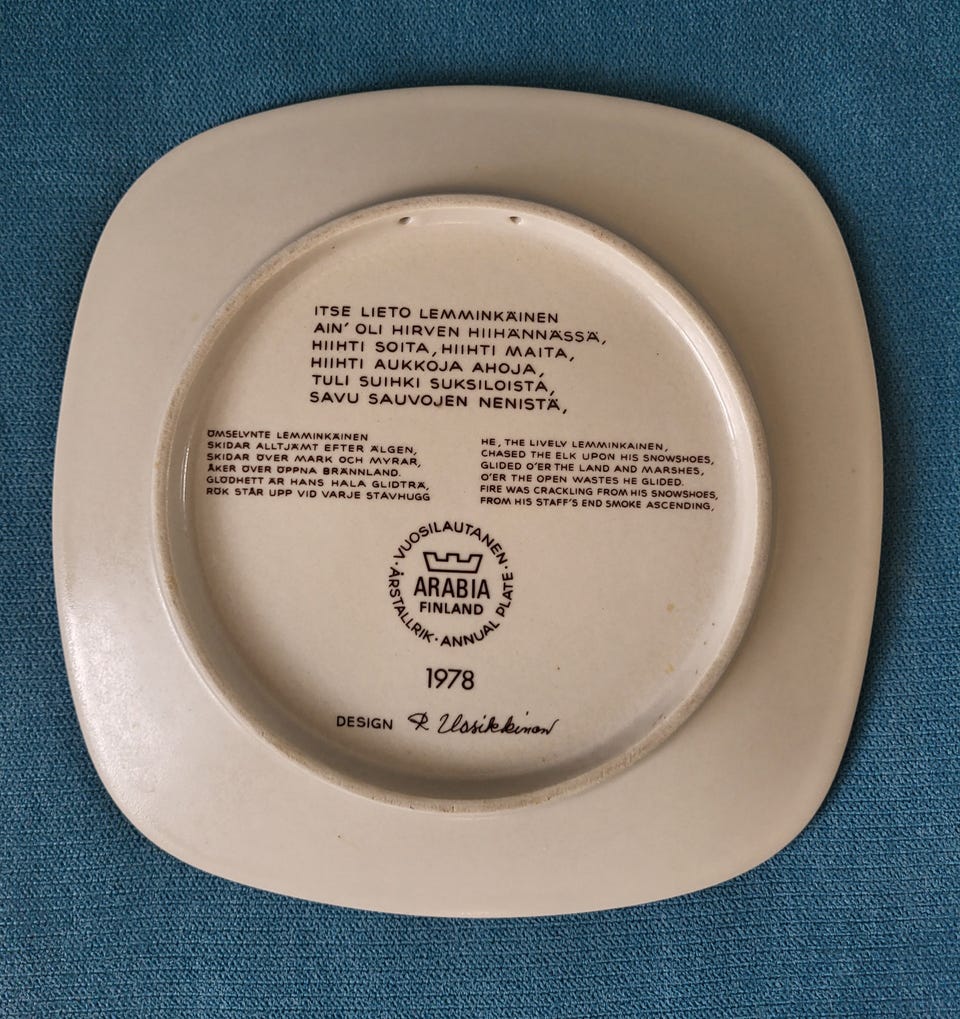 ITSE LIETO LEMMINKÄINEN
AIN' OLI HIRVEN HIIHÄNNÄSSÄ,
HIIHTI SOITA, HIIHTI MAITA,
HIIHTI AUKKOJA AHOJA,
TULI SUIHKI SUKSILOISTA,
SAVU SAUVOJEN NENISTÄ,
ÖMSELYNTE LEMMINKÄINEN
SKIDAR ALLTJÄMT EFTER ÄLGEN,
SKIDAR ÖVER MARK OCH MYRAR,
ÅKER ÖVER ÖPPNA BRÄNNLAND.
GLÖDHETT ÄR HANS HALA GLIDTRÄ,
RÖK STÅR UPP VID VARJE STAVHUGG
HE, THE LIVELY LEMMINKAINEN,
CHASED THE ELK UPON HIS SNOWSHOES,
GLIDED O'ER THE LAND AND MARSHES,
O'ER THE OPEN WASTES HE GLIDED.
FIRE WAS CRACKLING FROM HIS SNOWSHOES,
FROM HIS STAFF'S END SMOKE ASCENDING,
VUOSILAUTANEN · ANNUAL PLATE · ÅRSTALLRIK ·
ARABIA
FINLAND
1978
DESIGN R Uosikkinen